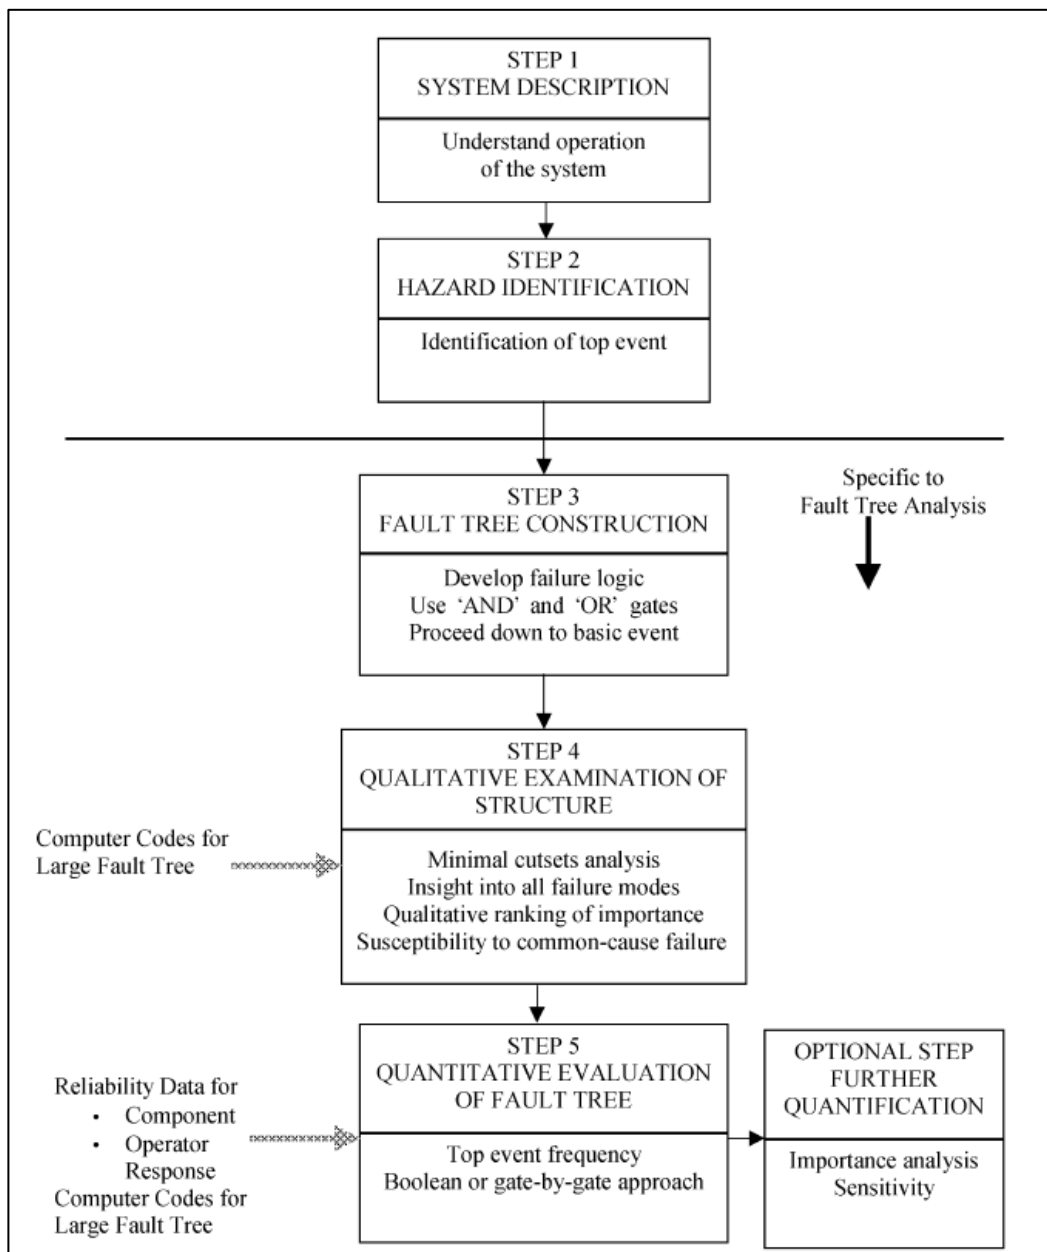 STEP 1
SYSTEM DESCRIPTION
Understand operation
of the system
STEP 2
HAZARD IDENTIFICATION
Identification of top event
Specific to
Fault Tree Analysis
STEP 3
FAULT TREE CONSTRUCTION
Develop failure logic
Use ‘AND’ and ‘OR’ gates
Proceed down to basic event
STEP 4
QUALITATIVE EXAMINATION OF
STRUCTURE
Minimal cutsets analysis
Insight into all failure modes
Qualitative ranking of importance
Susceptibility to common-cause failure
Computer Codes for
Large Fault Tree
STEP 5
QUANTITATIVE EVALUATION
OF FAULT TREE
Top event frequency
Boolean or gate-by-gate approach
Reliability Data for
• Component
• Operator
Response
Computer Codes for
Large Fault Tree
OPTIONAL STEP
FURTHER
QUANTIFICATION
Importance analysis
Sensitivity